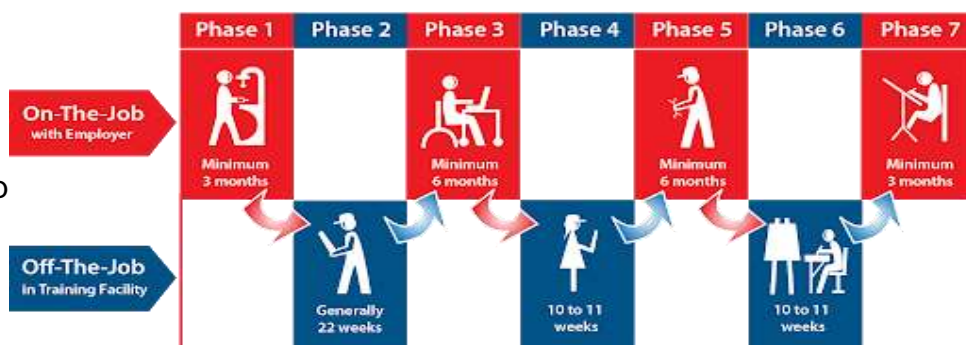 Phase 1 Phase 2 Phase 3 Phase 4 Phase 5 Phase 6 Phase 7
On-The-Job
with Employer
Minimum
3 months
Minimum
6 months
Minimum
6 months
Minimum
3 months
Off-The-Job
in Training Facility
Generally
22 weeks
10 to 11
weeks
10 to 11
weeks